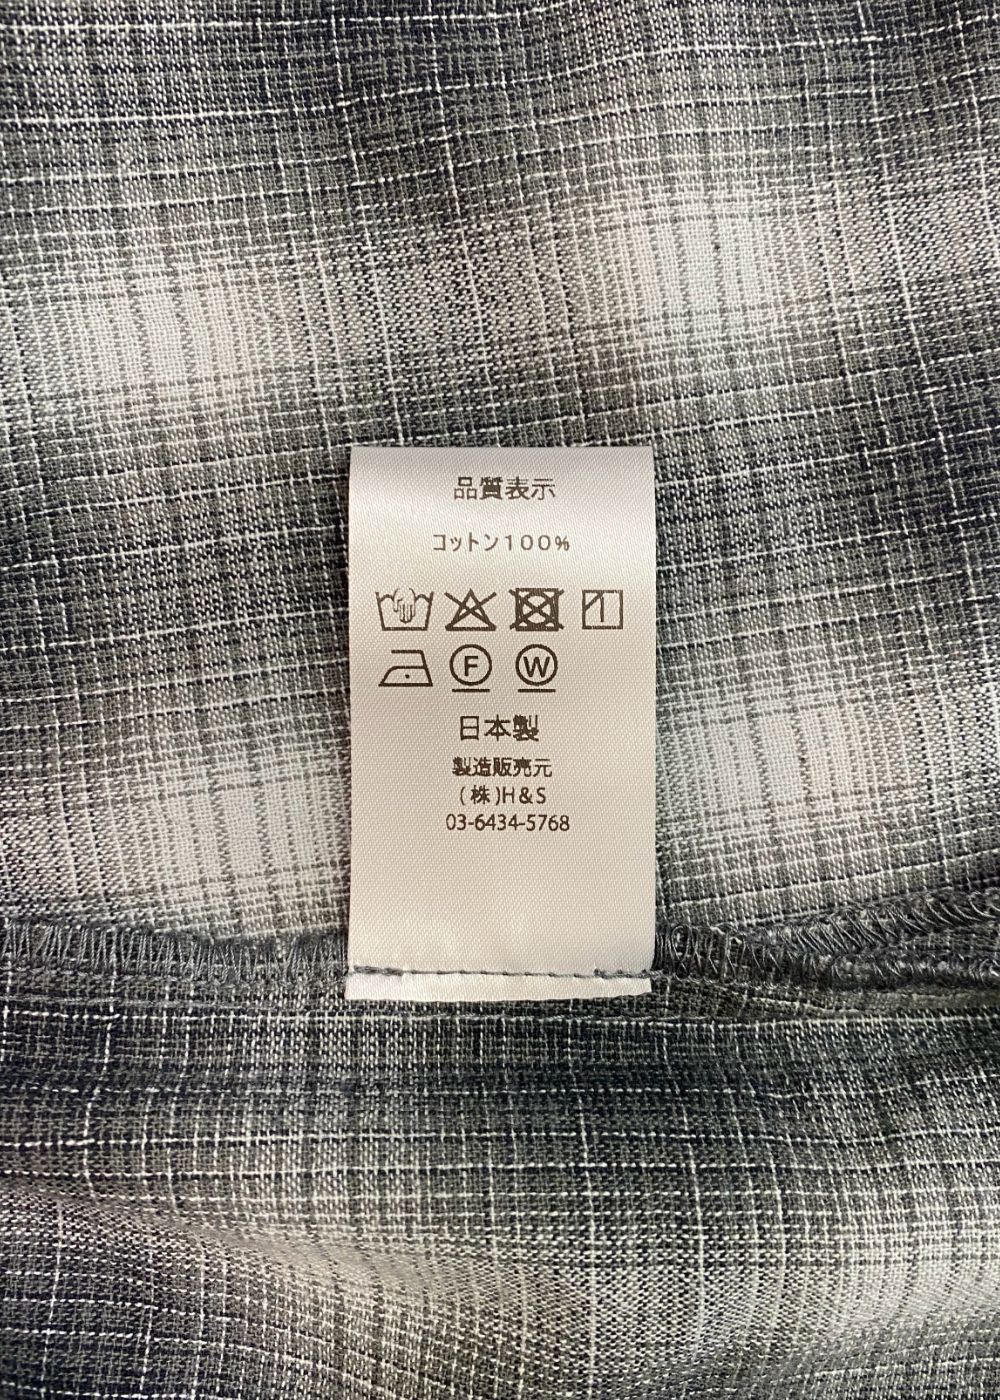 品質表示
コットン100%
F W
日本製
製造販売元
(株)H&S
03-6434-5768